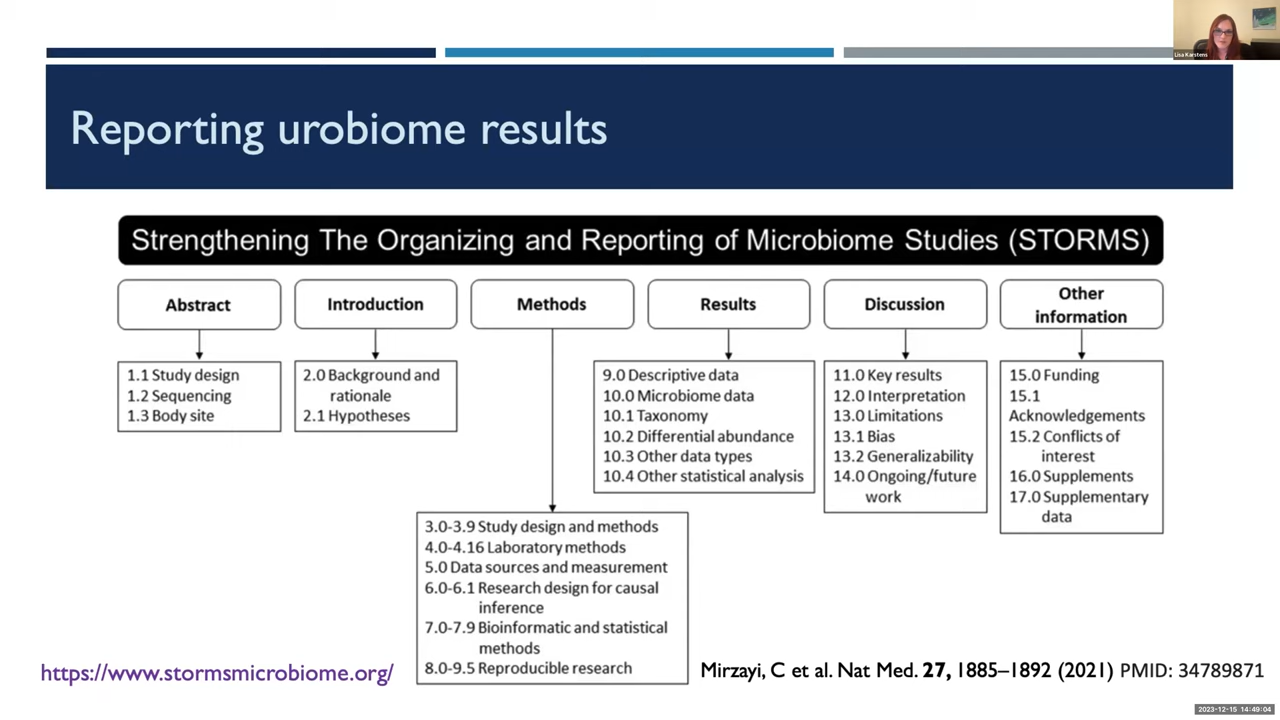 Lisa Karstens
Reporting urobiome results
Strengthening The Organizing and Reporting of Microbiome Studies (STORMS)
Abstract
1.1 Study design
1.2 Sequencing
1.3 Body site
Introduction
2.0 Background and
rationale
2.1 Hypotheses
Methods
3.0-3.9 Study design and methods
4.0-4.16 Laboratory methods
5.0 Data sources and measurement
6.0-6.1 Research design for causal
inference
7.0-7.9 Bioinformatic and statistical
methods
8.0-9.5 Reproducible research
Results
9.0 Descriptive data
10.0 Microbiome data
10.1 Taxonomy
10.2 Differential abundance
10.3 Other data types
10.4 Other statistical analysis
Discussion
11.0 Key results
12.0 Interpretation
13.0 Limitations
13.1 Bias
13.2 Generalizability
14.0 Ongoing/future
work
Other
information
15.0 Funding
15.1
Acknowledgements
15.2 Conflicts of
interest
16.0 Supplements
17.0 Supplementary
data
https://www.stormsmicrobiome.org/
Mirzayi, C et al. Nat Med. 27, 1885–1892 (2021) PMID: 34789871
2023-12-15 14:49:04